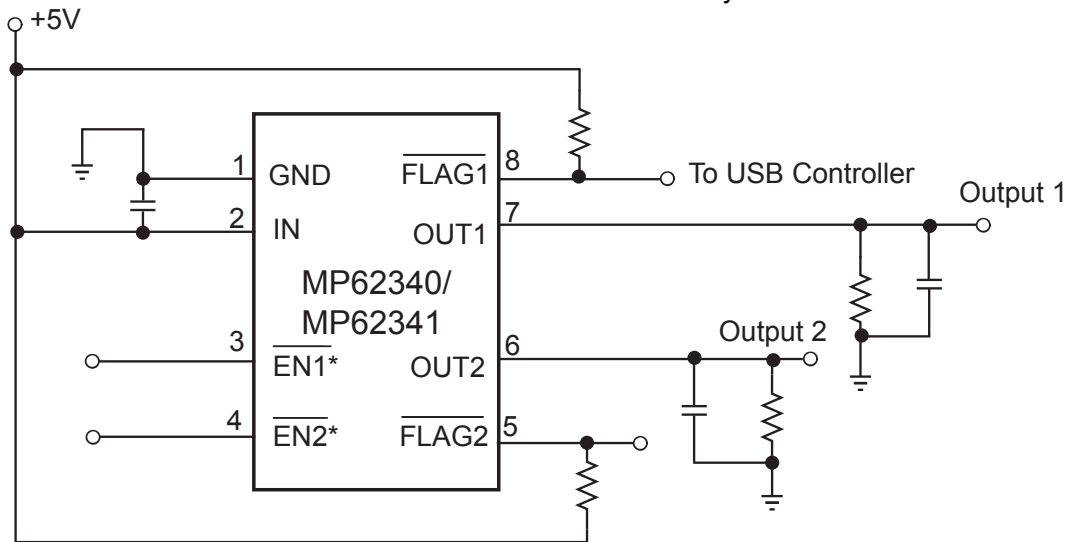 y
+5V
1 GND
FLAG1 8
To USB Controller
Output 1
2 IN
7
OUT1
MP62340/
MP62341
Output 2
3 EN1*
6
OUT2
4 EN2*
FLAG2 5